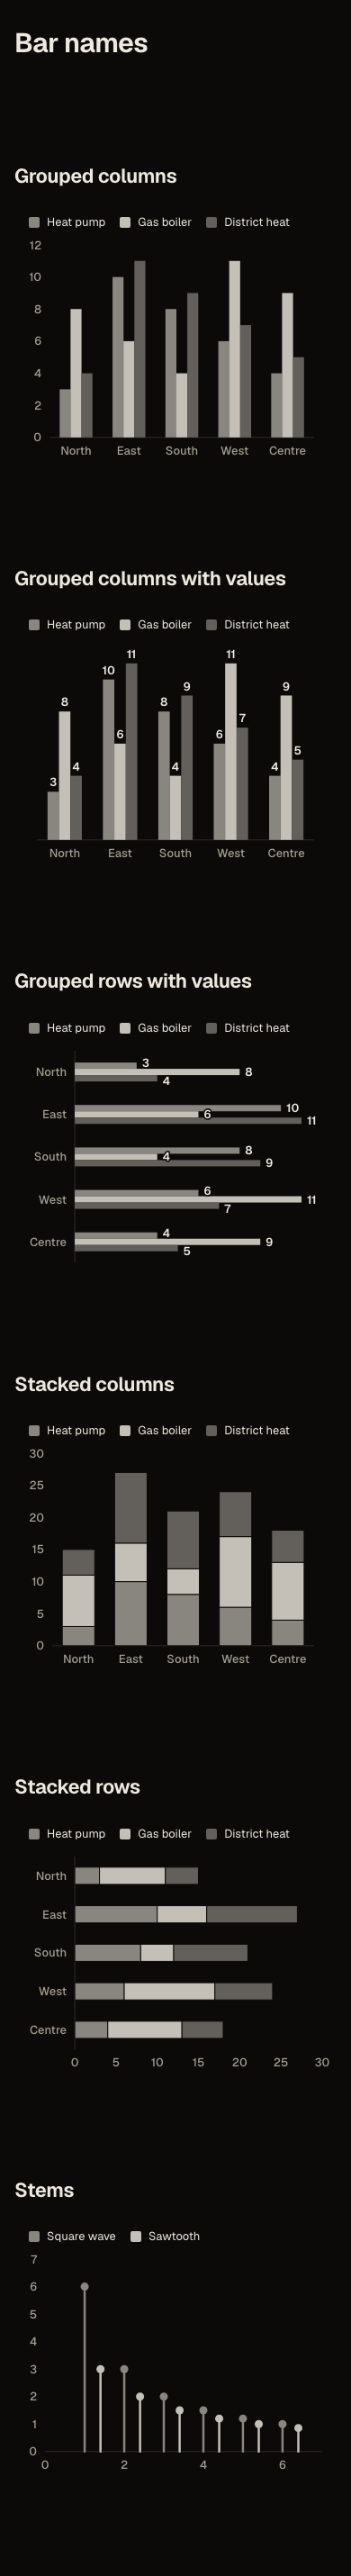 Bar names
Grouped columns
Heat pump Gas boiler District heat
12
10
8
6
4
2
0
North East South West Centre
Grouped columns with values
Heat pump Gas boiler District heat
3 8 4 10 6 11 8 4 9 6 11 7 4 9 5
North East South West Centre
Grouped rows with values
Heat pump Gas boiler District heat
3
North 8
4
10
East 6
11
8
South 4
9
6
West 11
7
4
Centre 9
5
Stacked columns
Heat pump Gas boiler District heat
30
25
20
15
10
5
0
North East South West Centre
Stacked rows
Heat pump Gas boiler District heat
North
East
South
West
Centre
0 5 10 15 20 25 30
Stems
Square wave Sawtooth
7
6
5
4
3
2
1
0
0 2 4 6